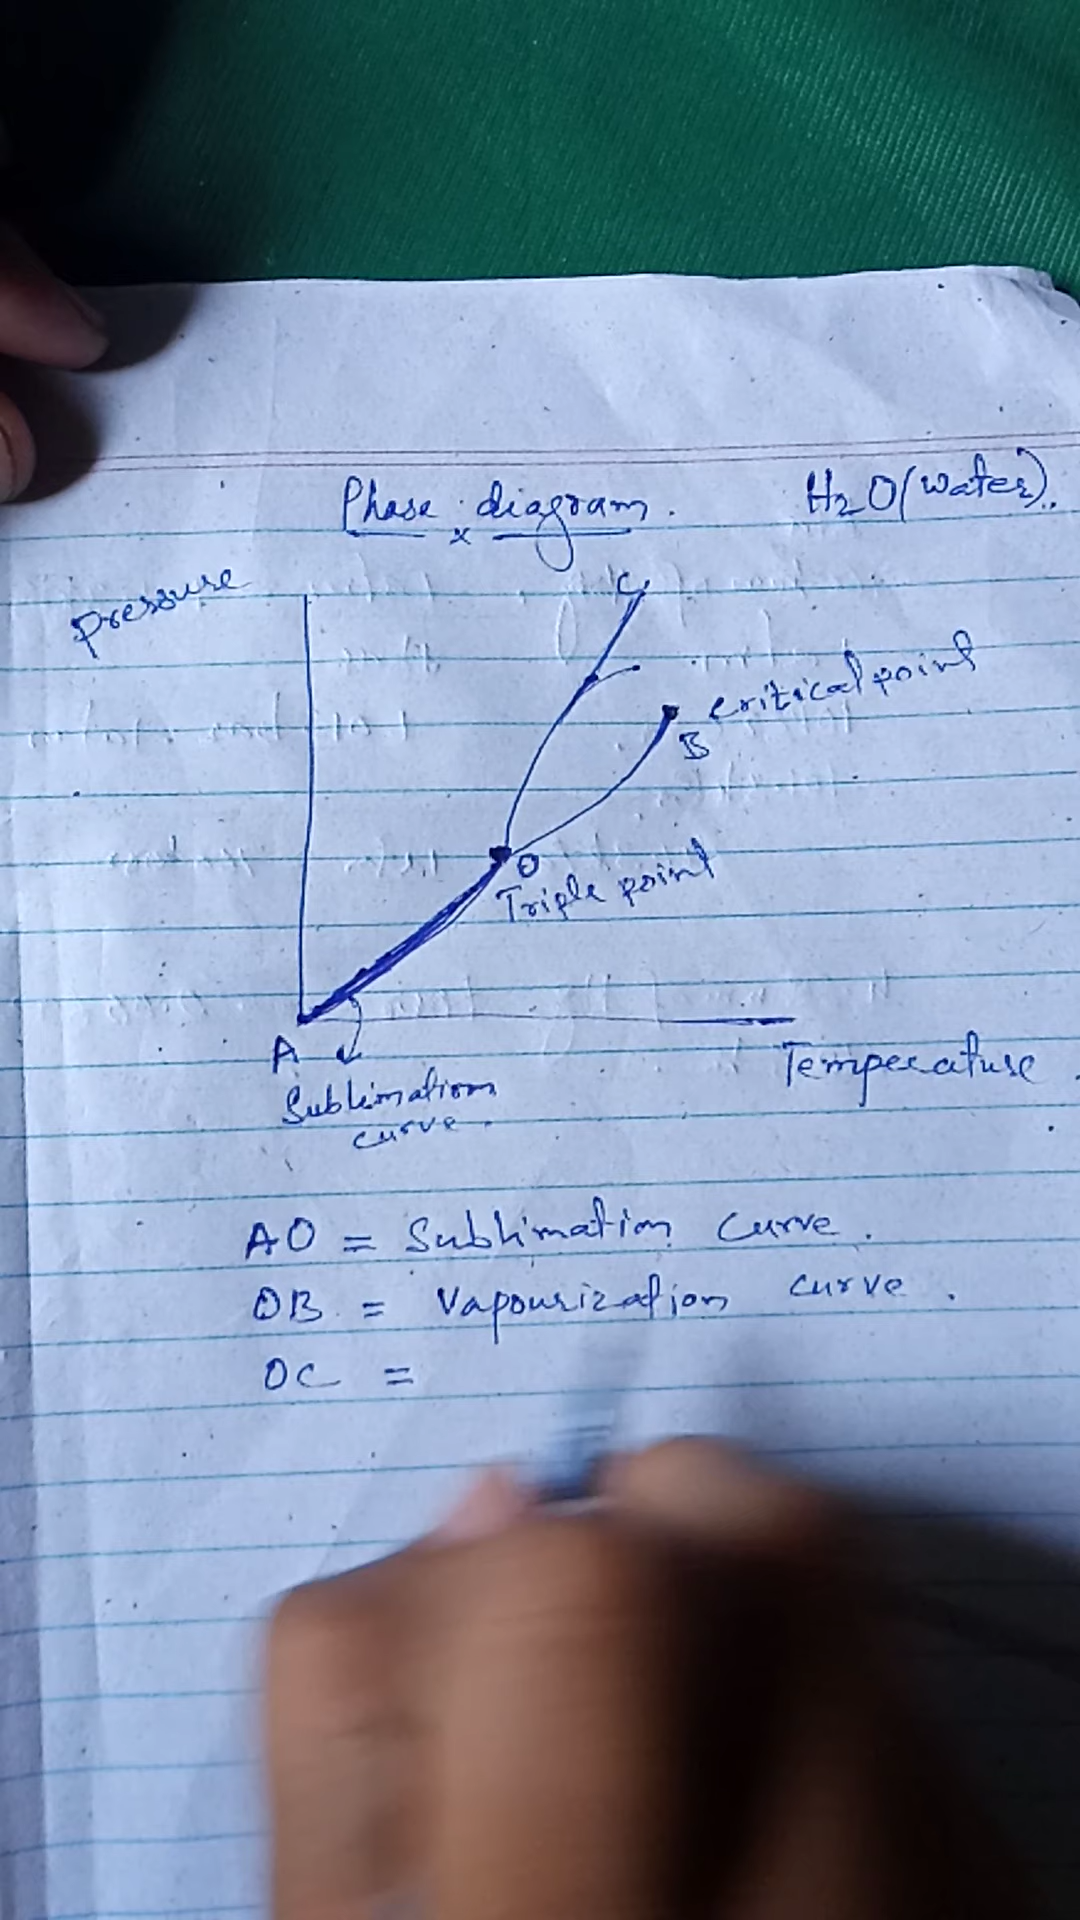 Phase diagram. H2O(water).
pressure
C
critical point
B
O
Triple point
A
Temperature
Sublimation
curve.
AO = Sublimation curve.
OB = Vapourization curve.
OC =